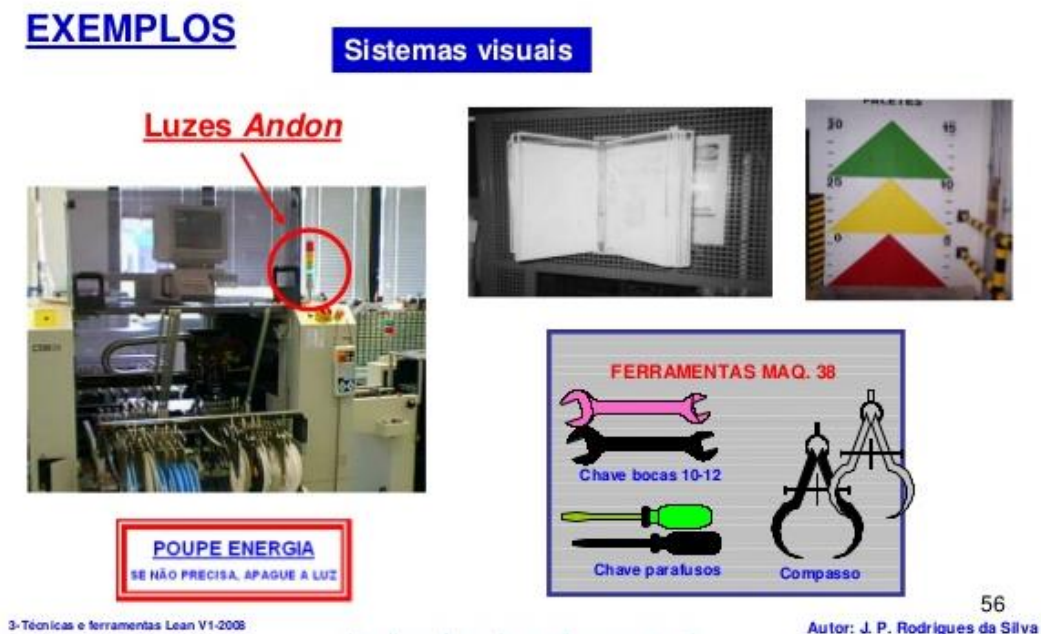 EXEMPLOS
Sistemas visuais
Luzes Andon
PALETES
30 15
20 10
0 0
FERRAMENTAS MAQ. 38
Chave bocas 10-12
Chave parafusos
Compasso
POUPE ENERGIA
SE NÃO PRECISA, APAGUE A LUZ
56
3-Técnicas e ferramentas Lean V1-2008
Autor: J. P. Rodrigues da Silva